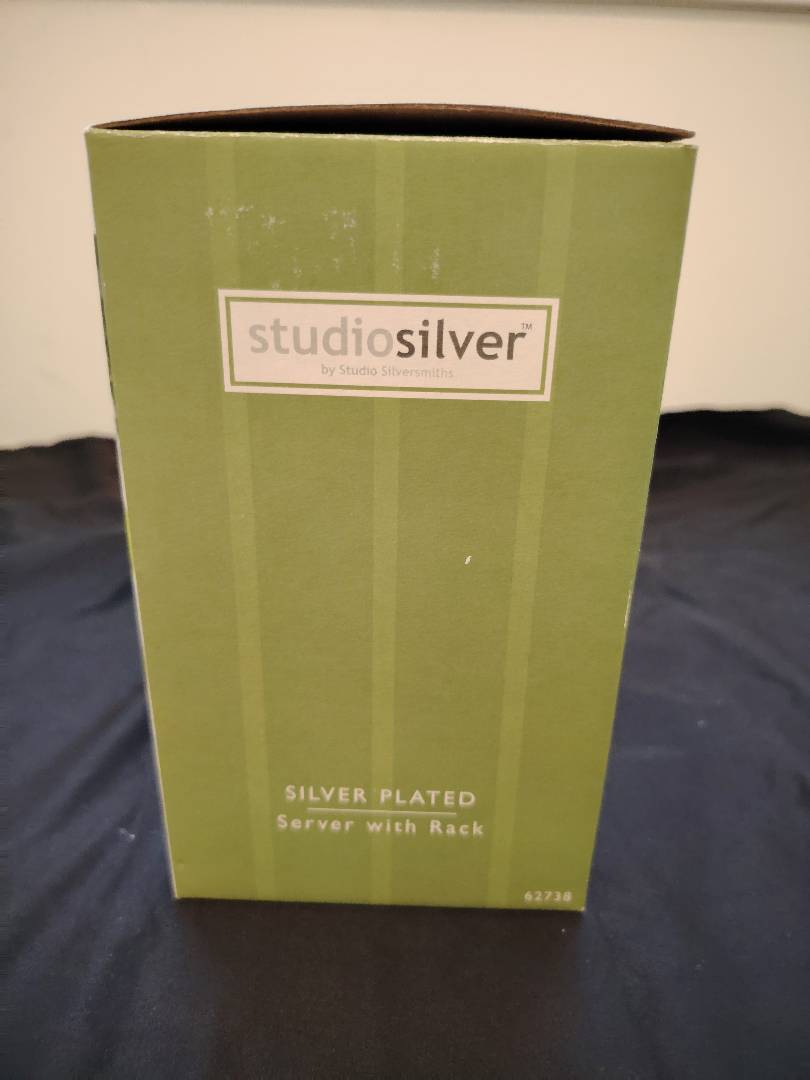 studiosilver™
by Studio Silversmiths
SILVER PLATED
Server with Rack
62738